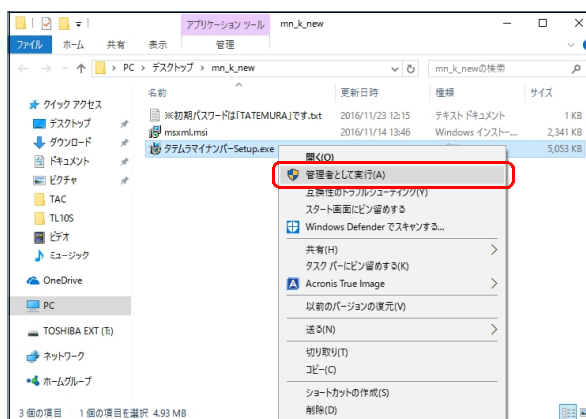 アプリケーション ツール
mn_k_new
ファイル
ホーム
共有
表示
管理
PC > デスクトップ > mn_k_new
mn_k_newの検索
名前
更新日時
種類
サイズ
クイック アクセス
デスクトップ
ダウンロード
ドキュメント
ピクチャ
TAC
TL10S
ビデオ
ミュージック
OneDrive
PC
TOSHIBA EXT (T:)
ネットワーク
ホームグループ
※初期パスワードは「TATEMURA」です.txt 2016/11/23 12:15 テキスト ドキュメント 1 KB
msxml.msi 2016/11/14 13:46 Windows インストー... 2,341 KB
タテムラマイナンバーSetup.exe 5,053 KB
開く(O)
管理者として実行(A)
互換性のトラブルシューティング(Y)
スタート画面にピン留めする
Windows Defender でスキャンする...
共有(H)
タスク バーにピン留めする(K)
Acronis True Image
以前のバージョンの復元(V)
送る(N)
切り取り(T)
コピー(C)
ショートカットの作成(S)
削除(D)
3 個の項目 1 個の項目を選択 4.93 MB